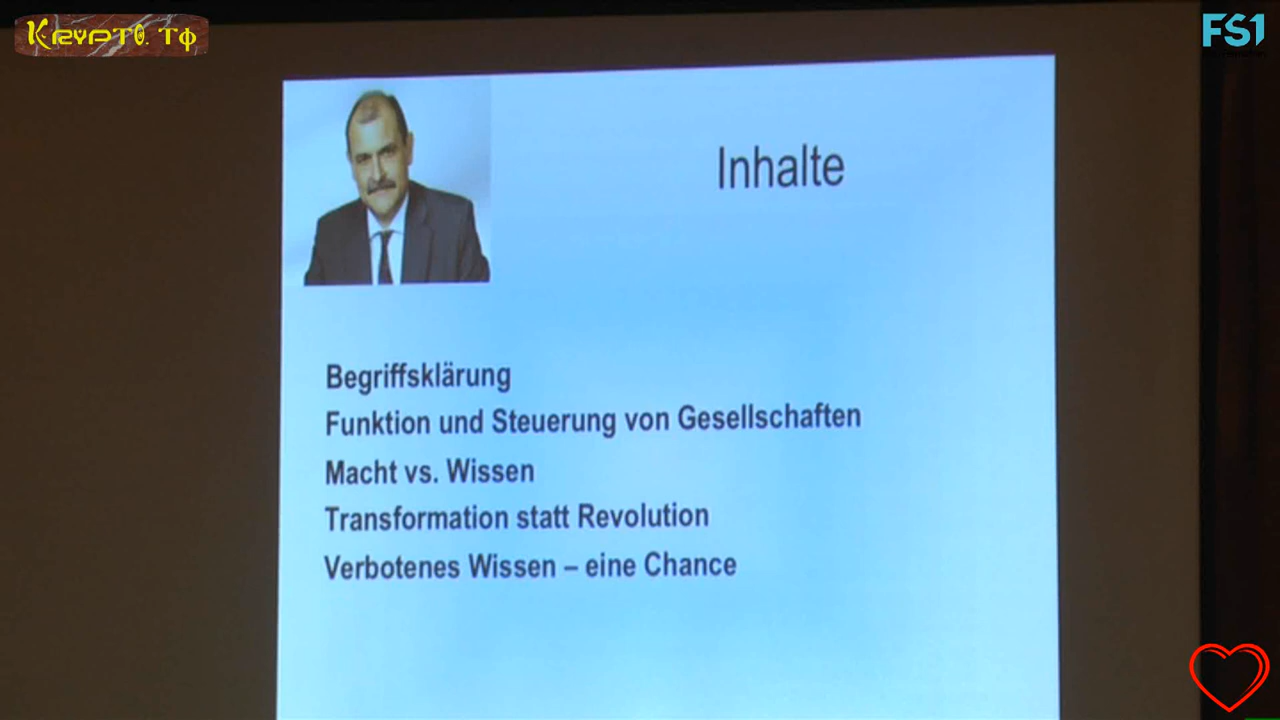 Krypto.TV
FS1
Inhalte
Begriffsklärung
Funktion und Steuerung von Gesellschaften
Macht vs. Wissen
Transformation statt Revolution
Verbotenes Wissen – eine Chance